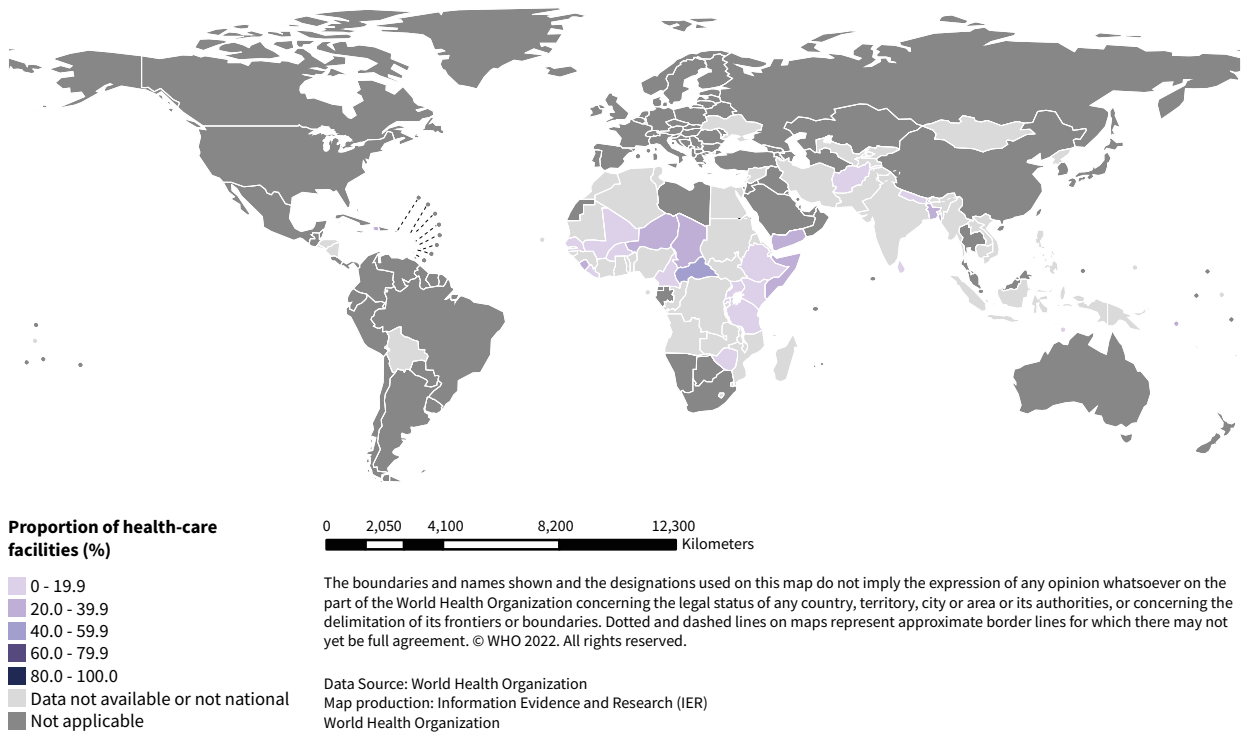 Proportion of health-care
facilities (%)
0 - 19.9
20.0 - 39.9
40.0 - 59.9
60.0 - 79.9
80.0 - 100.0
Data not available or not national
Not applicable
0 2,050 4,100 8,200 12,300
Kilometers
The boundaries and names shown and the designations used on this map do not imply the expression of any opinion whatsoever on the
part of the World Health Organization concerning the legal status of any country, territory, city or area or its authorities, or concerning the
delimitation of its frontiers or boundaries. Dotted and dashed lines on maps represent approximate border lines for which there may not
yet be full agreement. © WHO 2022. All rights reserved.
Data Source: World Health Organization
Map production: Information Evidence and Research (IER)
World Health Organization